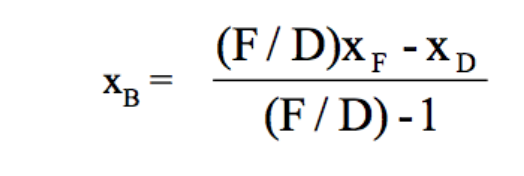 x_B = ((F / D)x_F - x_D) / ((F / D) - 1)